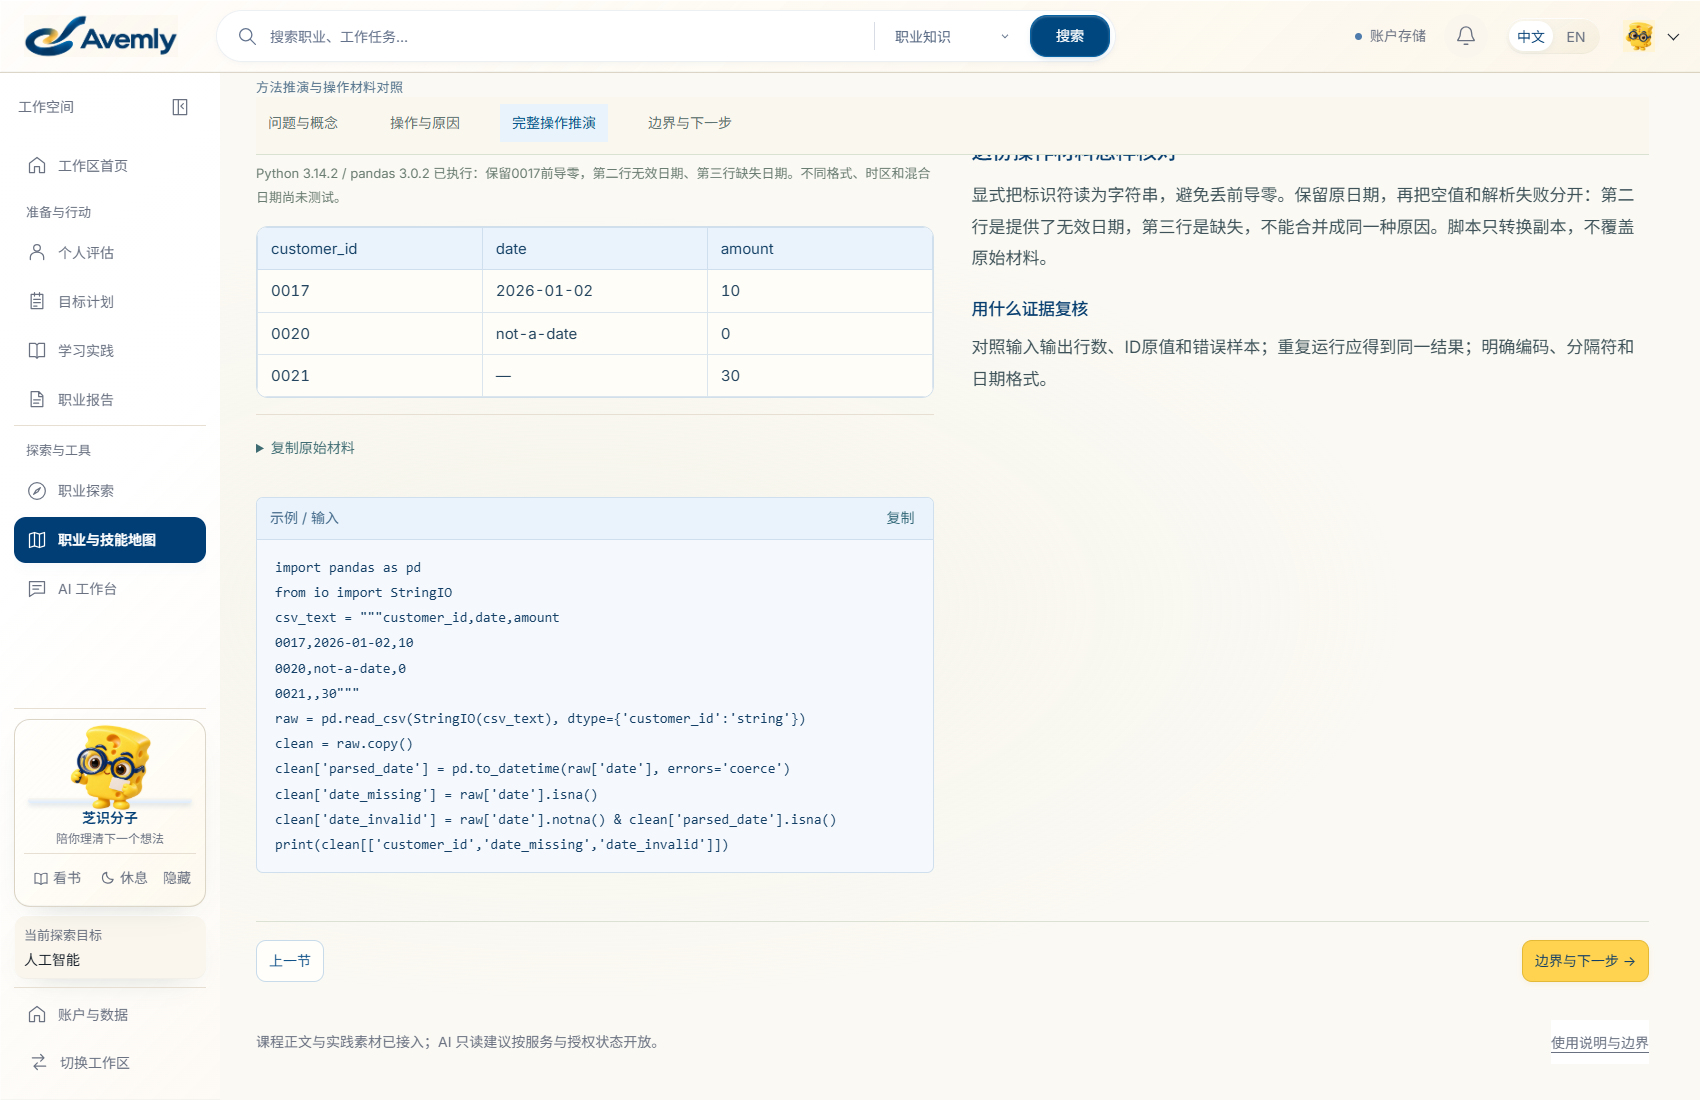 Avemly
搜索职业、工作任务...
职业知识
搜索
账户存储
中文
EN
工作空间
工作区首页
准备与行动
个人评估
目标计划
学习实践
职业报告
探索与工具
职业探索
职业与技能地图
AI 工作台
芝识分子
陪你理清下一个想法
看书
休息
隐藏
当前探索目标
人工智能
账户与数据
切换工作区
方法推演与操作材料对照
问题与概念
操作与原因
完整操作推演
边界与下一步
Python 3.14.2 / pandas 3.0.2 已执行：保留0017前导零，第二行无效日期、第三行缺失日期。不同格式、时区和混合
日期尚未测试。
customer_id date amount
0017 2026-01-02 10
0020 not-a-date 0
0021 — 30
复制原始材料
示例 / 输入
复制
import pandas as pd
from io import StringIO
csv_text = """customer_id,date,amount
0017,2026-01-02,10
0020,not-a-date,0
0021,,30"""
raw = pd.read_csv(StringIO(csv_text), dtype={'customer_id':'string'})
clean = raw.copy()
clean['parsed_date'] = pd.to_datetime(raw['date'], errors='coerce')
clean['date_missing'] = raw['date'].isna()
clean['date_invalid'] = raw['date'].notna() & clean['parsed_date'].isna()
print(clean[['customer_id','date_missing','date_invalid']])
显式把标识符读为字符串，避免丢前导零。保留原日期，再把空值和解析失败分开：第二
行是提供了无效日期，第三行是缺失，不能合并成同一种原因。脚本只转换副本，不覆盖
原始材料。
用什么证据复核
对照输入输出行数、ID原值和错误样本；重复运行应得到同一结果；明确编码、分隔符和
日期格式。
上一节
边界与下一步 →
课程正文与实践素材已接入；AI 只读建议按服务与授权状态开放。
使用说明与边界